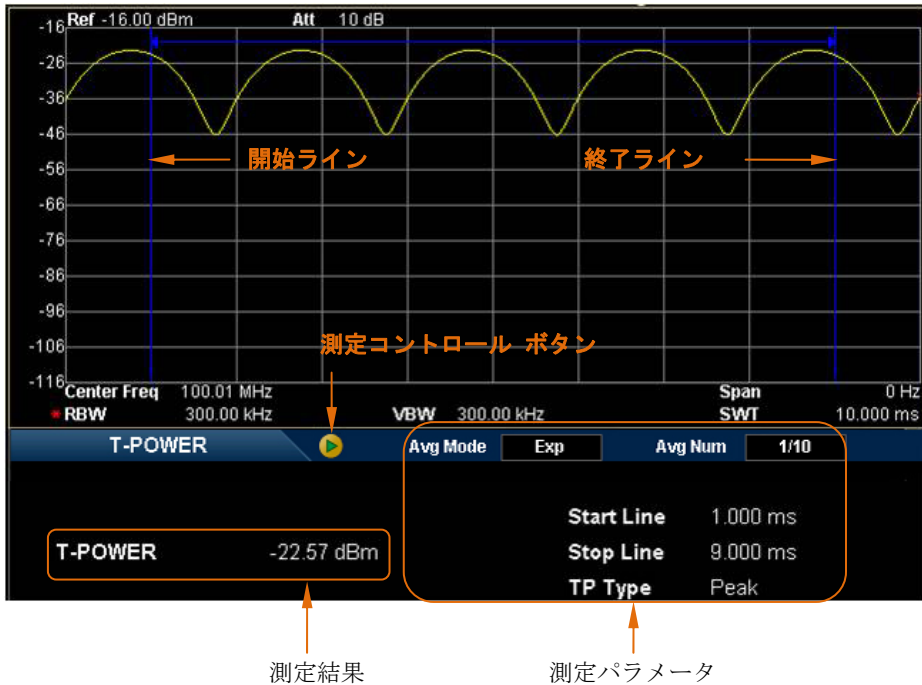 Ref -16.00 dBm Att 10 dB
-16
-26
-36
-46
開始ライン 終了ライン
-56
-66
-76
-86
-96
測定コントロール ボタン
-106
-116
Center Freq 100.01 MHz Span 0 Hz
*RBW 300.00 kHz VBW 300.00 kHz SWT 10.000 ms
T-POWER Avg Mode Exp Avg Num 1/10
Start Line 1.000 ms
T-POWER -22.57 dBm Stop Line 9.000 ms
TP Type Peak
測定結果 測定パラメータ